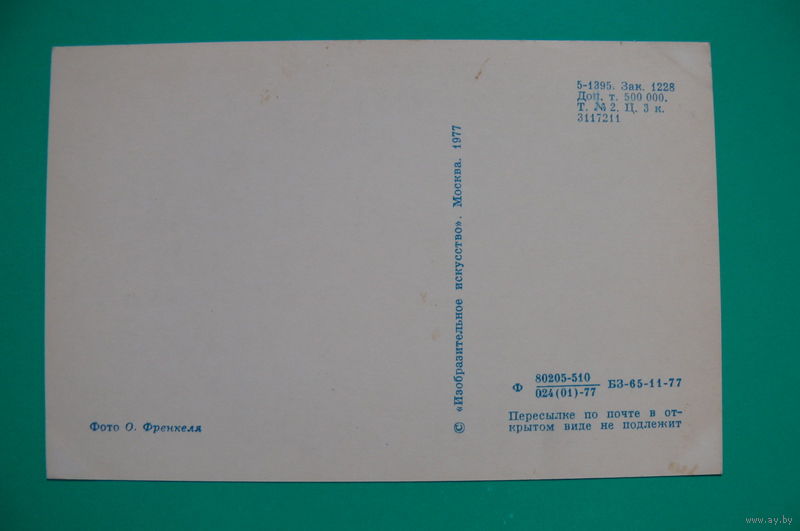 5-1395. Зак. 1228
Доп. т. 500 000.
Т. № 2. Ц. 3 к.
3117211
© «Изобразительное искусство». Москва. 1977
Ф 80205-510 БЗ-65-11-77
024(01)-77
Пересылке по почте в от-
крытом виде не подлежит
Фото О. Френкеля
www.ay.by